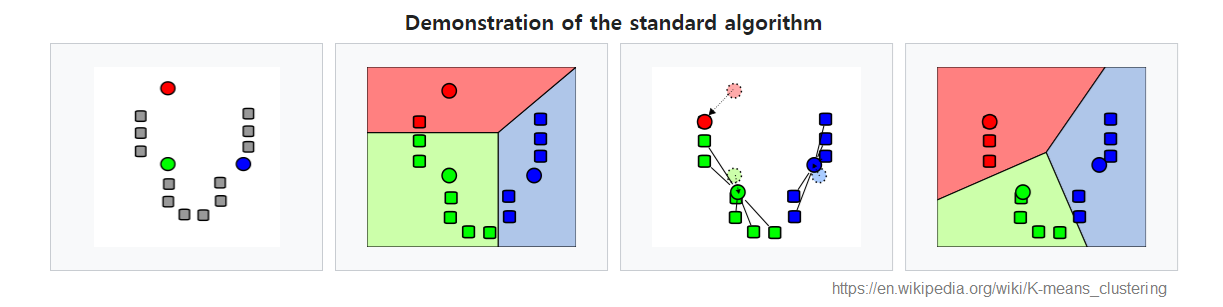 Demonstration of the standard algorithm
https://en.wikipedia.org/wiki/K-means_clustering